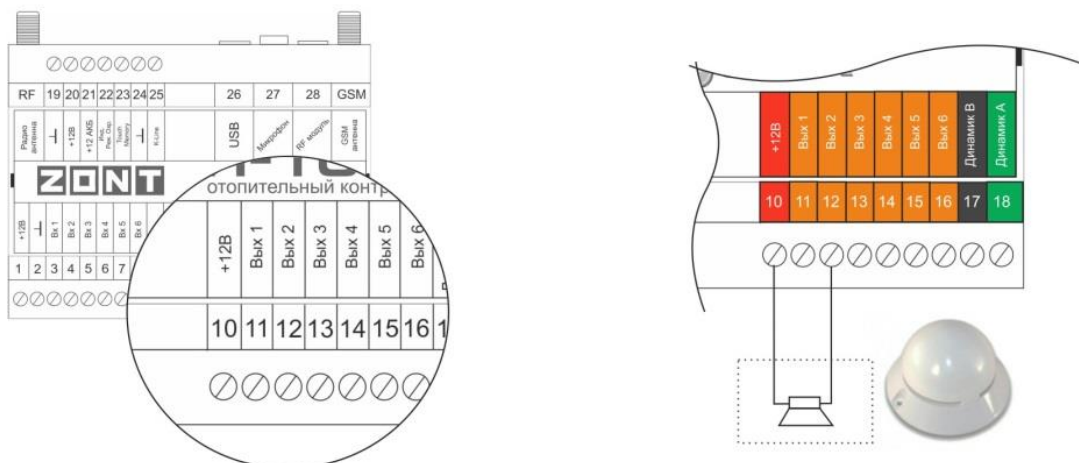 RF 19 20 21 22 23 24 25 26 27 28 GSM
Радио антенна
⊥
+12В
+12 АКБ
Touch Memory
⊥
K-Line
USB
Микрофон
RF модуль
GSM антенна
ZONT
отопительный
+12В
⊥
Вх 1
Вх 2
Вх 3
Вх 4
Вх 5
Вх 6
1 2 3 4 5 6 7
+12В
Вых 1
Вых 2
Вых 3
Вых 4
Вых 5
Вых 6
10 11 12 13 14 15 16
+12В
Вых 1
Вых 2
Вых 3
Вых 4
Вых 5
Вых 6
Динамик В
Динамик А
10 11 12 13 14 15 16 17 18